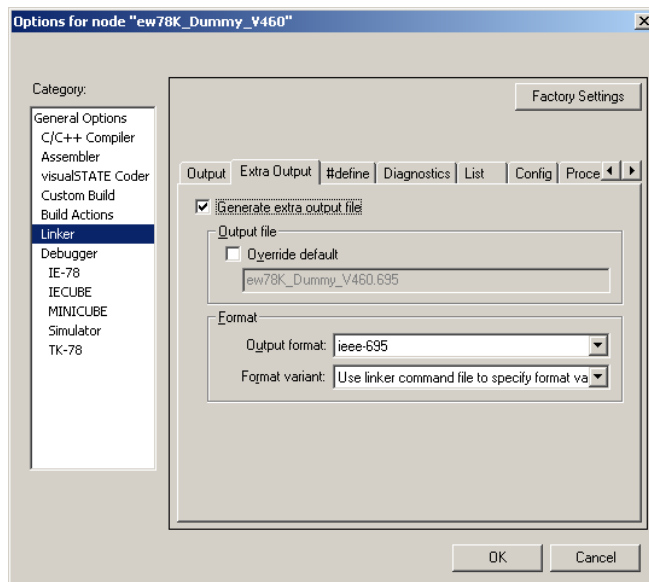 Options for node "ew78K_Dummy_V460"
Category:
General Options
C/C++ Compiler
Assembler
visualSTATE Coder
Custom Build
Build Actions
Linker
Debugger
IE-78
IECUBE
MINICUBE
Simulator
TK-78
Factory Settings
Output Extra Output #define Diagnostics List Config Proce
Generate extra output file
Output file
Override default
ew78K_Dummy_V460.695
Format
Output format: ieee-695
Format variant: Use linker command file to specify format va
OK Cancel